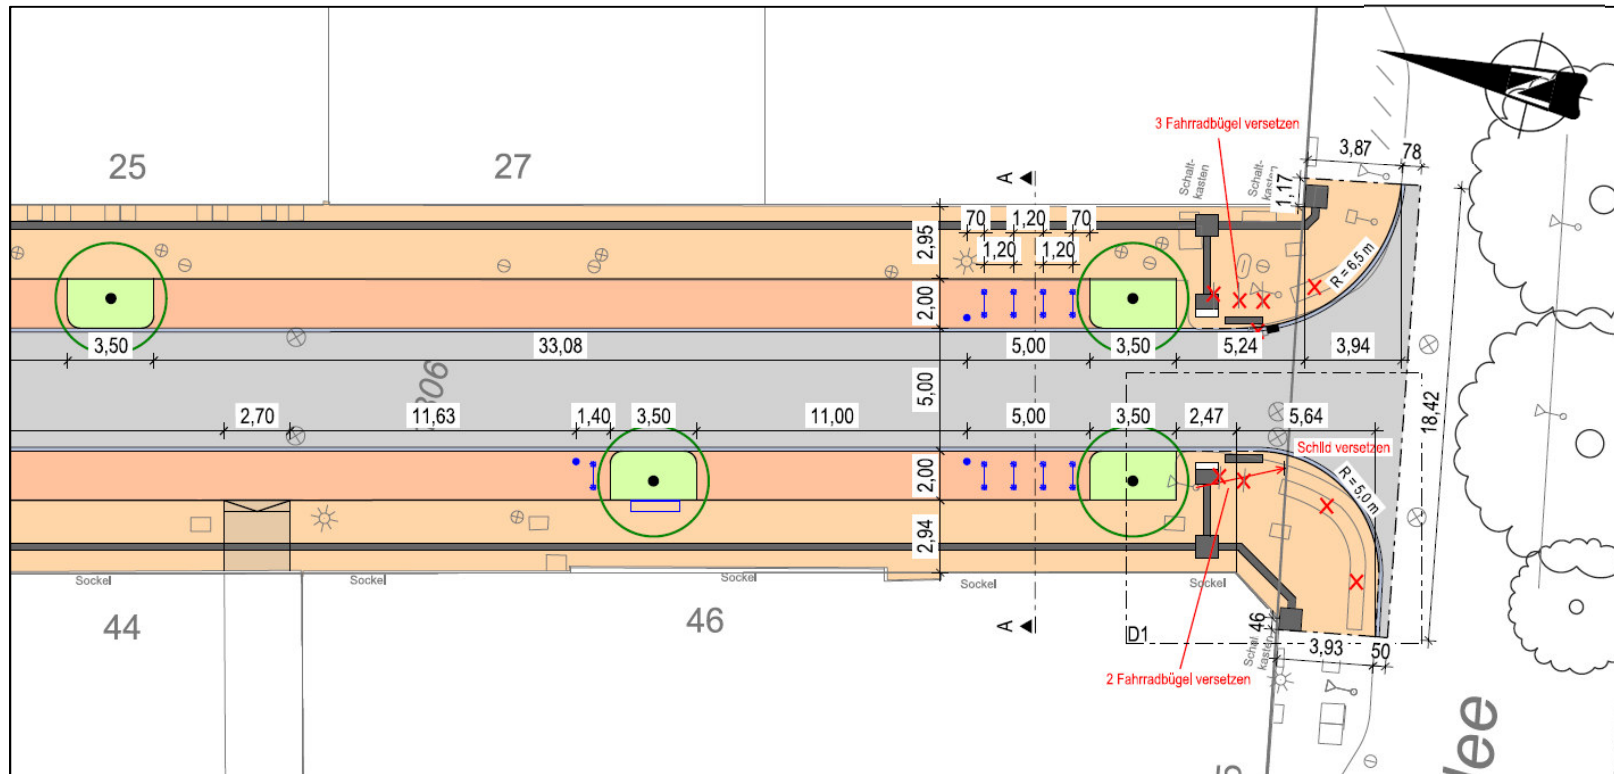 3 Fahrradbügel versetzen
3,87
78
25
27
Schalt-
kasten
Schalt-
kasten
1,17
A
70
1,20
70
2,95
1,20
1,20
R = 6,5 m
2,00
3,50
33,08
5,00
3,50
5,24
3,94
306
5,00
18,42
2,70
11,63
1,40
3,50
11,00
5,00
3,50
2,47
5,64
Schild versetzen
R = 5,0 m
2,00
2,94
Sockel
Sockel
Sockel
Sockel
Sockel
44
46
A
D1
46
kasten
3,93
50
2 Fahrradbügel versetzen
lee